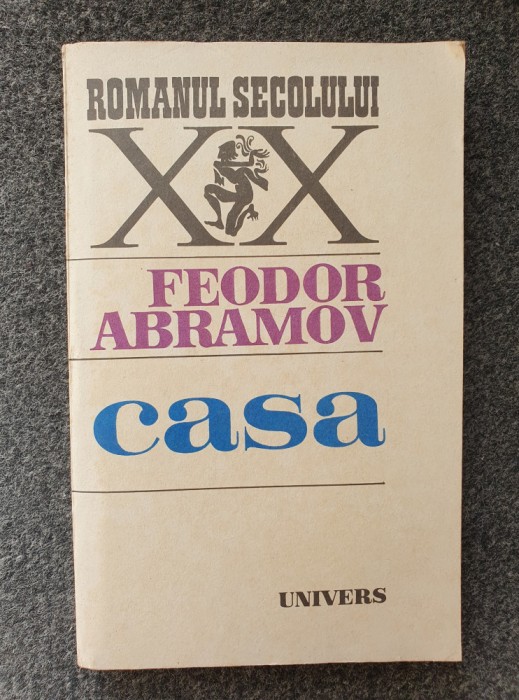 ROMANUL SECOLULUI
XX
FEODOR
ABRAMOV
casa
UNIVERS